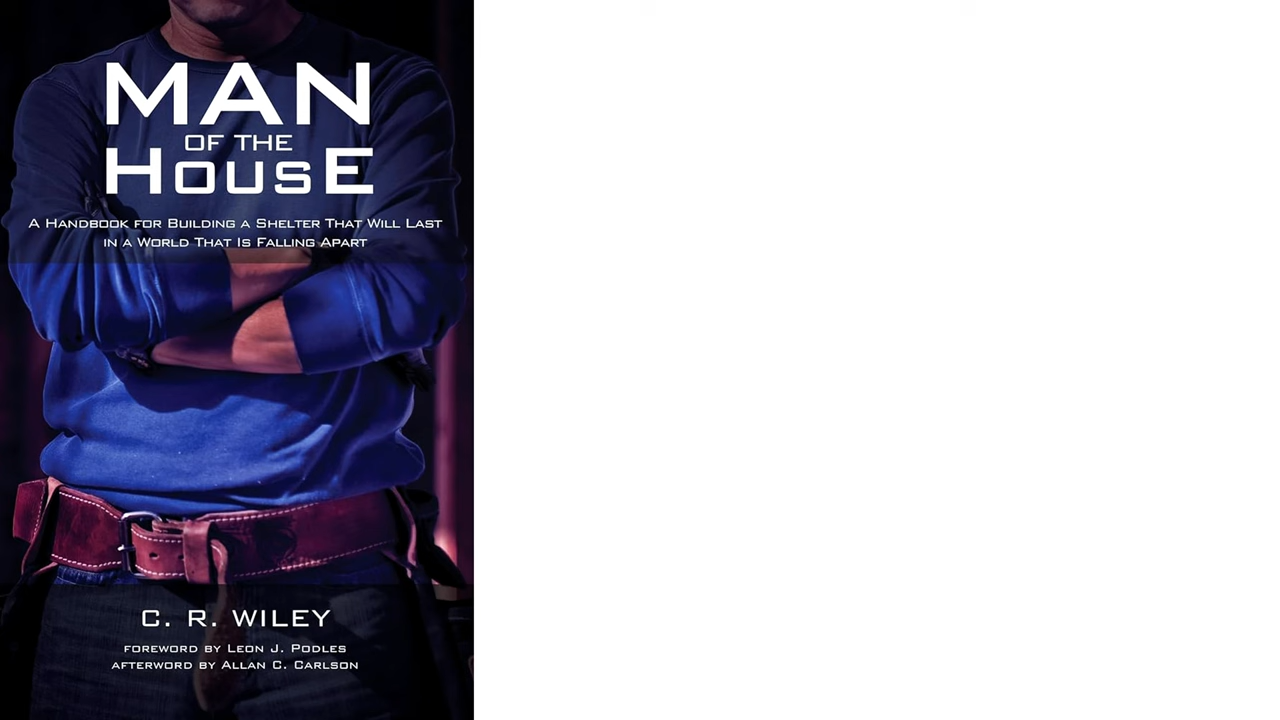 MAN
OF THE
HOUSE
A HANDBOOK FOR BUILDING A SHELTER THAT WILL LAST
IN A WORLD THAT IS FALLING APART
C. R. WILEY
FOREWORD BY LEON J. PODLES
AFTERWORD BY ALLAN C. CARLSON